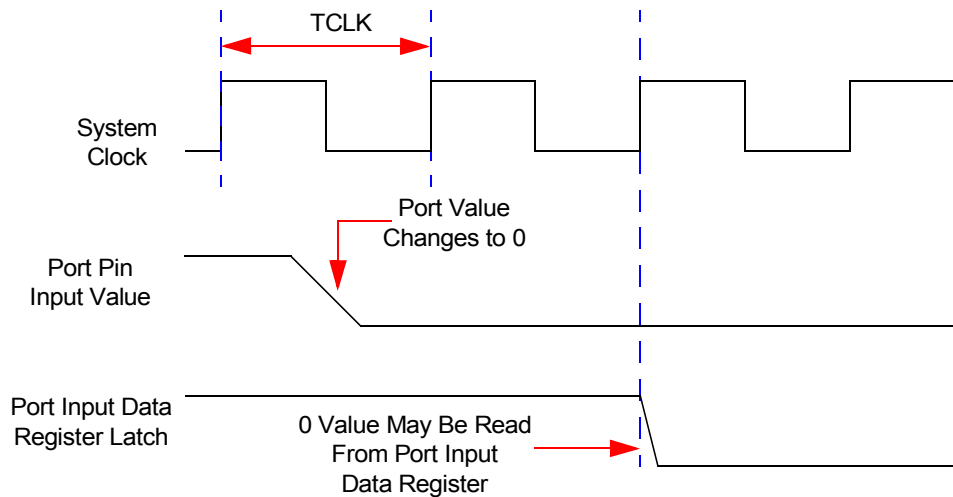 TCLK
System
Clock
Port Value
Changes to 0
Port Pin
Input Value
Port Input Data
Register Latch
0 Value May Be Read
From Port Input
Data Register